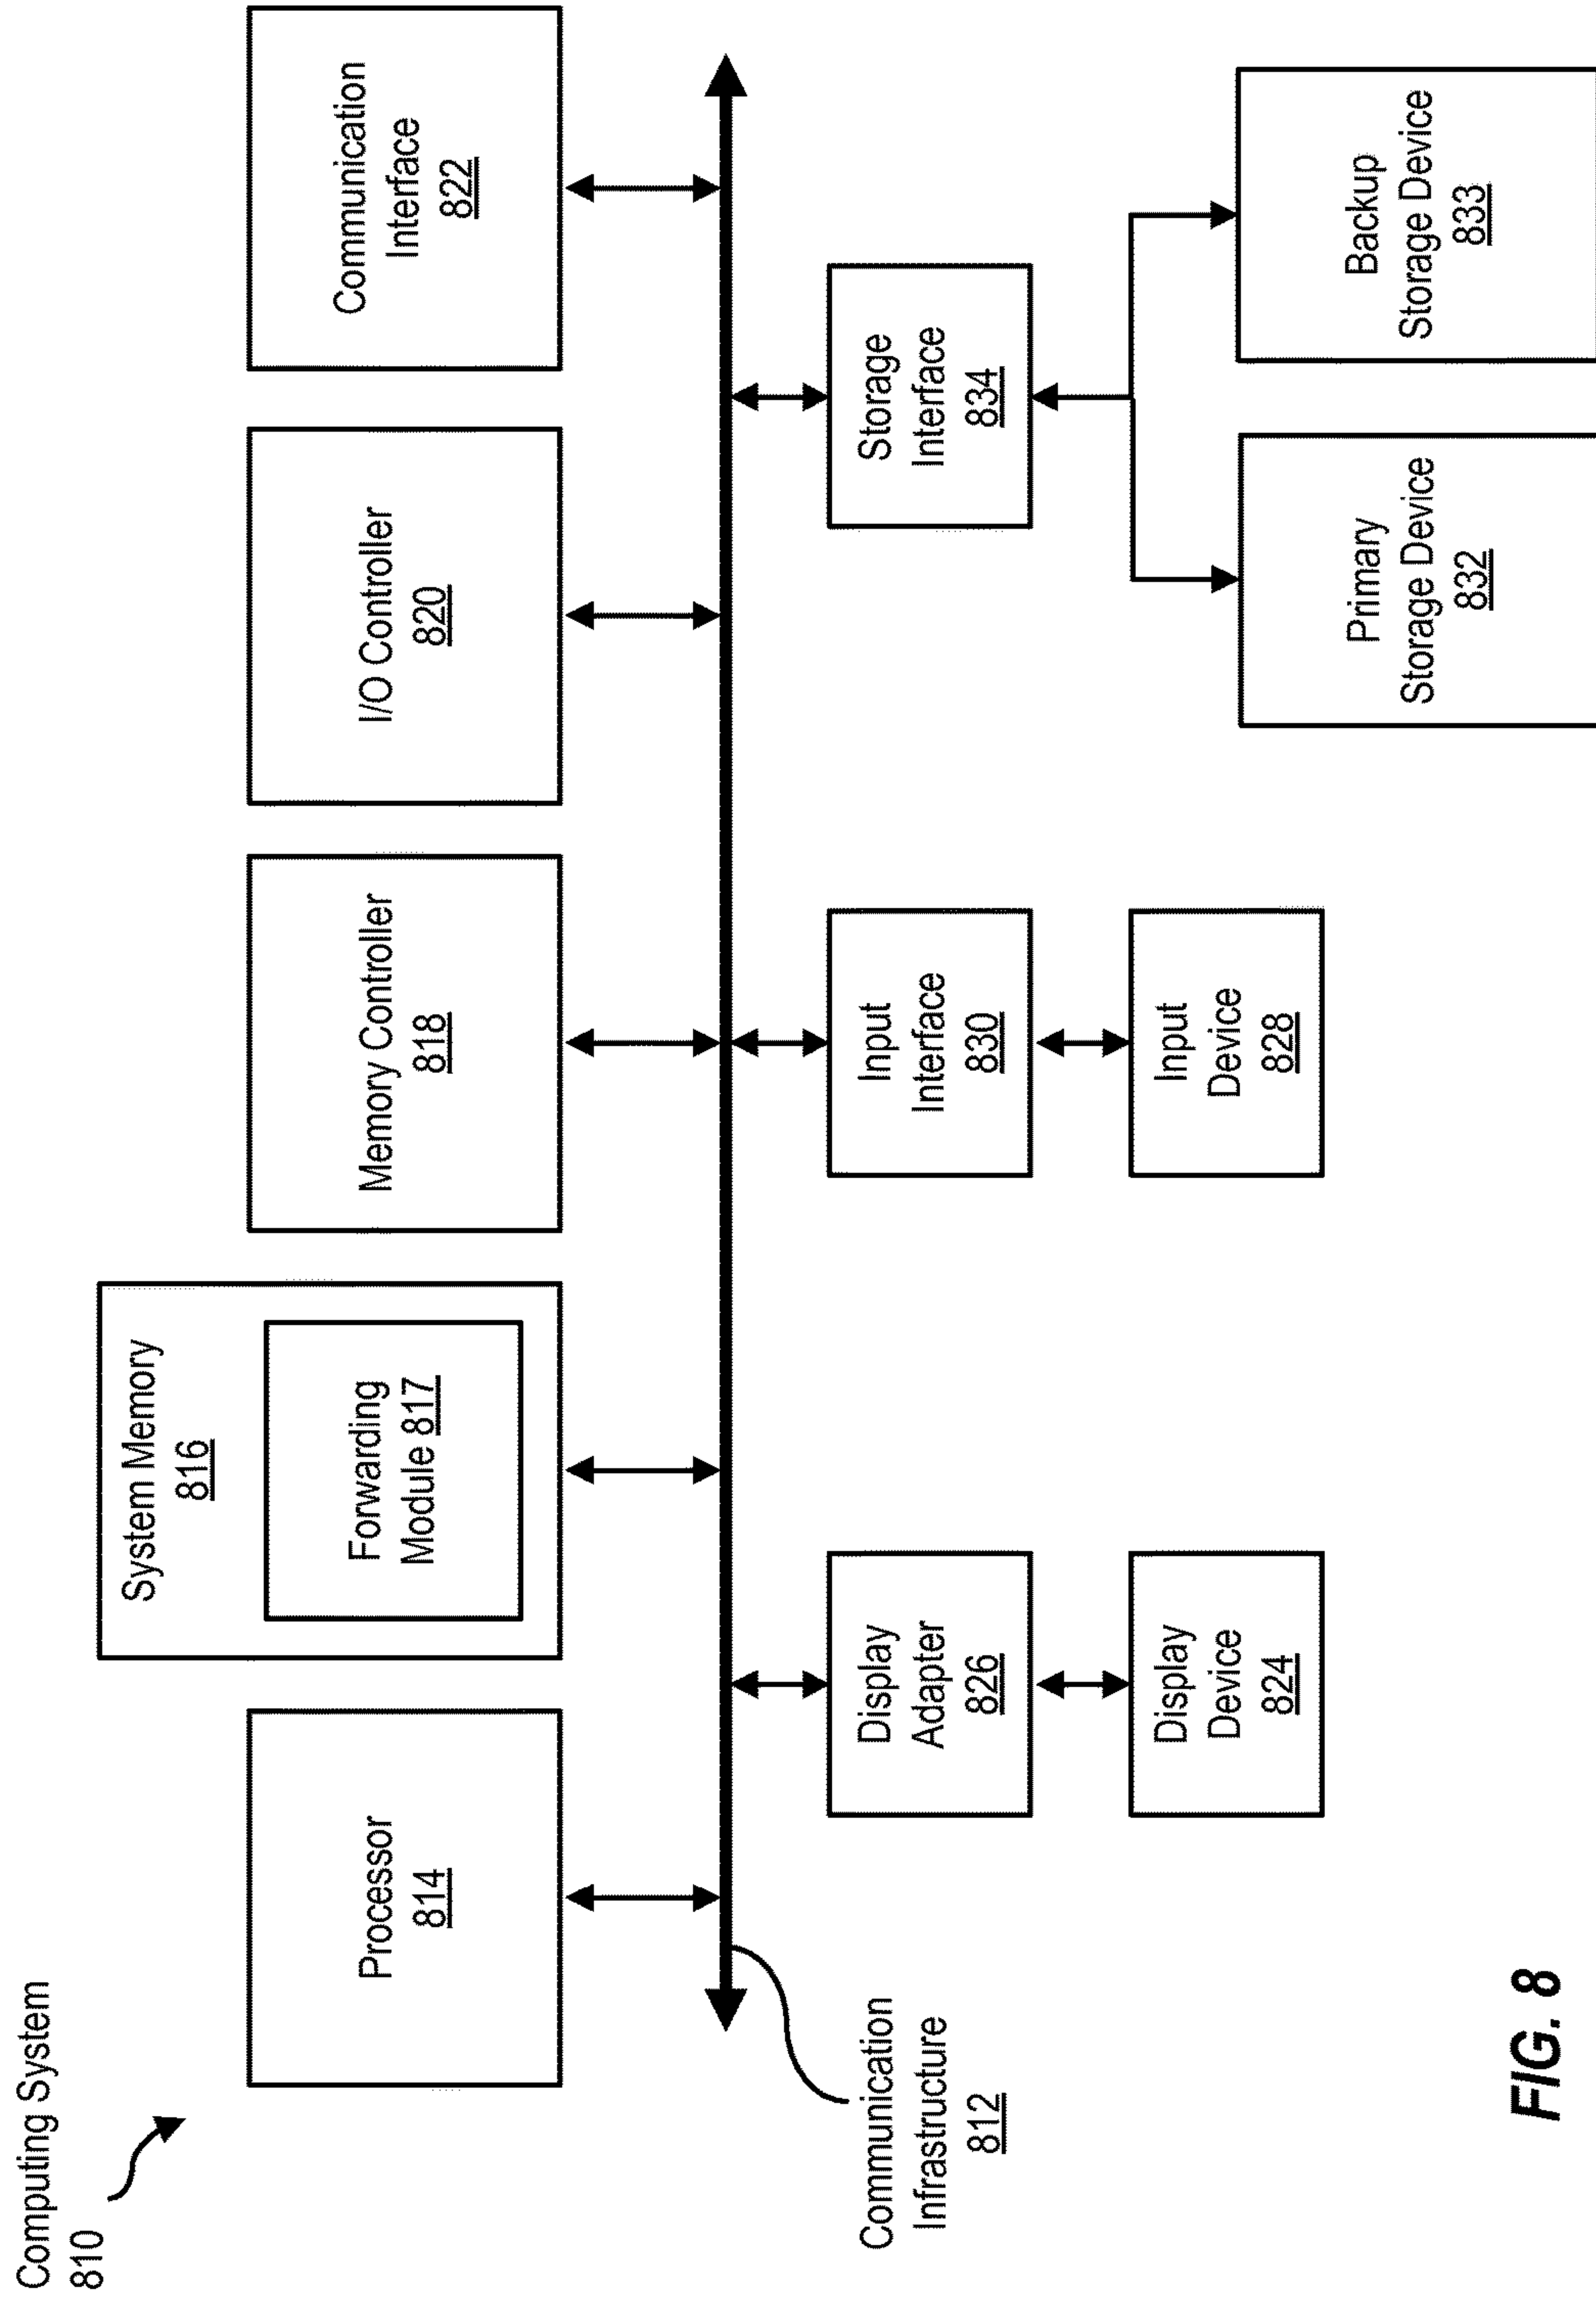 Computing System
810
Processor
814
System Memory
816
Forwarding
Module 817
Memory Controller
818
I/O Controller
820
Communication
Interface
822
Communication
Infrastructure
812
Display
Adapter
826
Input
Interface
830
Storage
Interface
834
Display
Device
824
Input
Device
828
Primary
Storage Device
832
Backup
Storage Device
833
FIG. 8